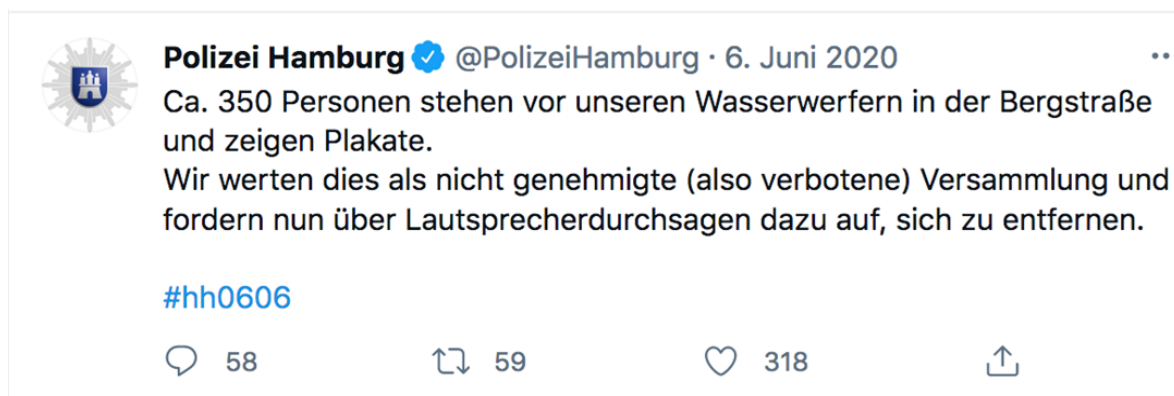 Polizei Hamburg @PolizeiHamburg · 6. Juni 2020
Ca. 350 Personen stehen vor unseren Wasserwerfern in der Bergstraße
und zeigen Plakate.
Wir werten dies als nicht genehmigte (also verbotene) Versammlung und
fordern nun über Lautsprecherdurchsagen dazu auf, sich zu entfernen.
#hh0606
58 59 318